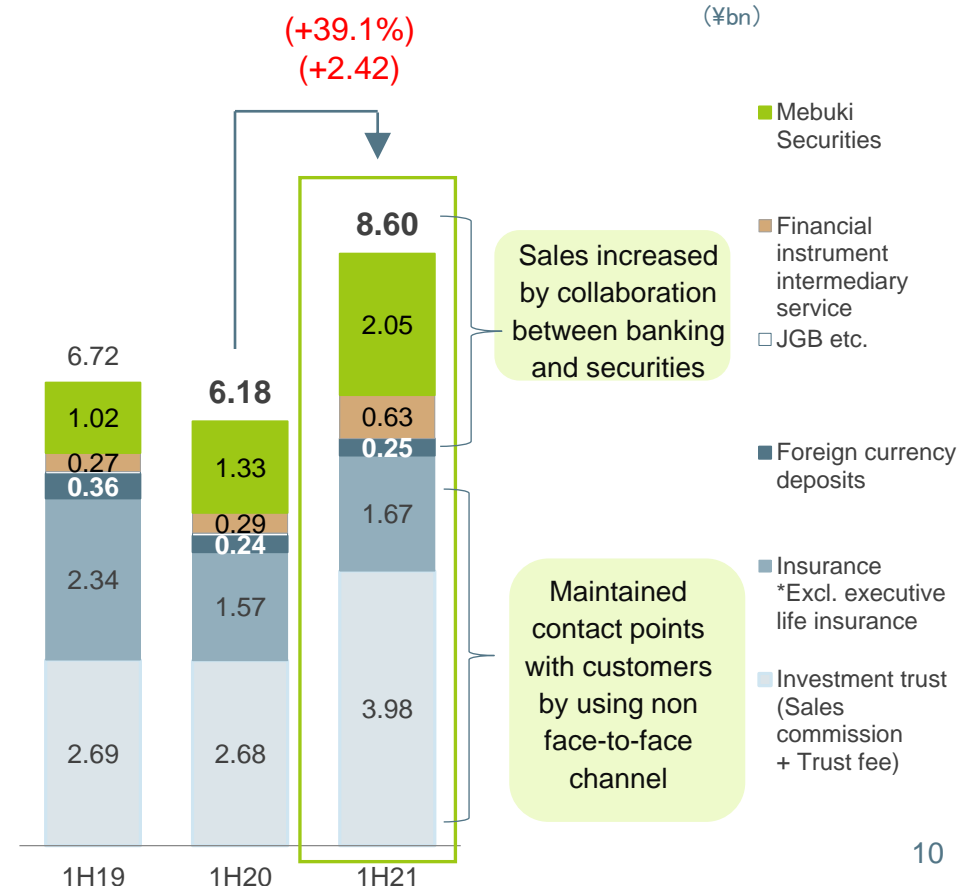 （¥bn）
(+39.1%)
(+2.42)
6.72
1.02
0.27
0.36
2.34
2.69
1H19
6.18
1.33
0.29
0.24
1.57
2.68
1H20
8.60
2.05
0.63
0.25
1.67
3.98
1H21
Sales increased
by collaboration
between banking
and securities
Maintained
contact points
with customers
by using non
face-to-face
channel
Mebuki
Securities
Financial
instrument
intermediary
service
JGB etc.
Foreign currency
deposits
Insurance
*Excl. executive
life insurance
Investment trust
(Sales
commission
+ Trust fee)
10